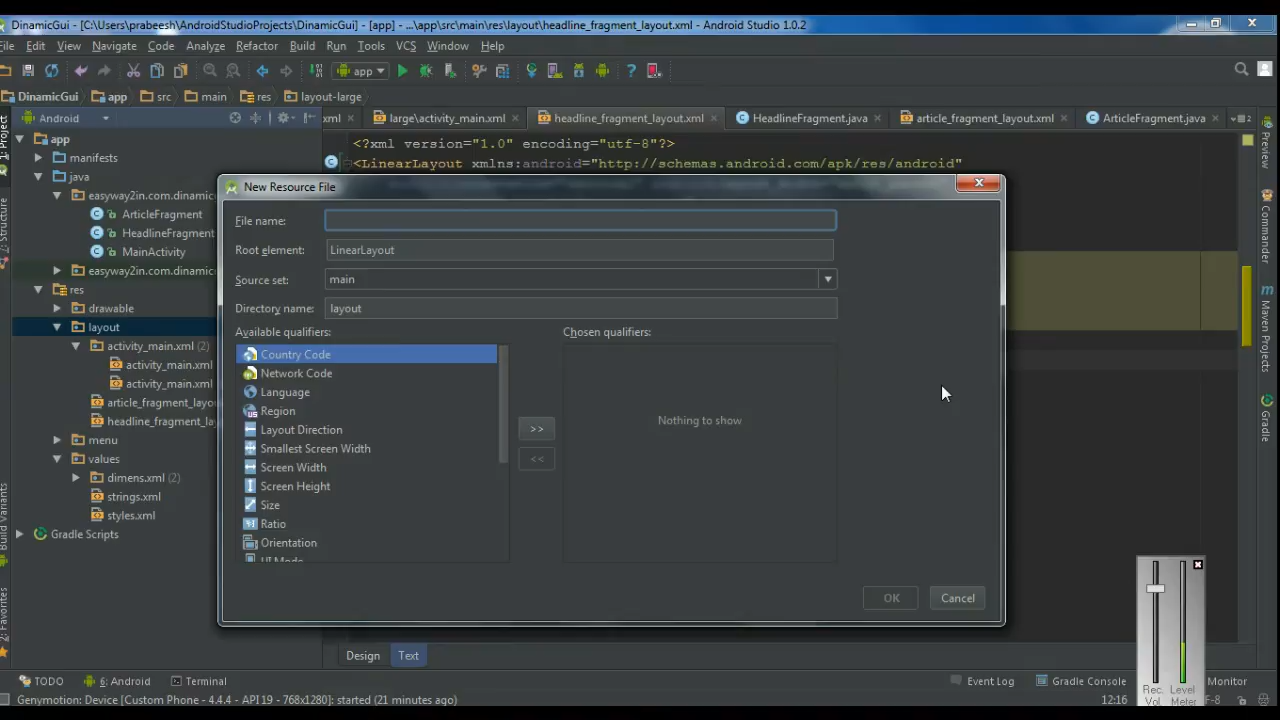 DinamicGui - [C:\Users\prabeesh\AndroidStudioProjects\DinamicGui] - [app] - ...\app\src\main\res\layout\headline_fragment_layout.xml - Android Studio 1.0.2
File Edit View Navigate Code Analyze Refactor Build Run Tools VCS Window Help
app
DinamicGui app src main res layout-large
Android
xml large\activity_main.xml headline_fragment_layout.xml HeadlineFragment.java article_fragment_layout.xml ArticleFragment.java
<?xml version="1.0" encoding="utf-8"?>
<LinearLayout xmlns:android="http://schemas.android.com/apk/res/android"
1: Project
Structure
Build Variants
2: Favorites
app
manifests
java
easyway2in.com.dinamic
ArticleFragment
HeadlineFragment
MainActivity
easyway2in.com.dinamic
res
drawable
layout
activity_main.xml (2)
activity_main.xml
activity_main.xml
article_fragment_layou
headline_fragment_lay
menu
values
dimens.xml (2)
strings.xml
styles.xml
Gradle Scripts
New Resource File
File name:
Root element: LinearLayout
Source set: main
Directory name: layout
Available qualifiers: Chosen qualifiers:
Country Code
Network Code
Language
Region
Layout Direction
Smallest Screen Width
Screen Width
Screen Height
Size
Ratio
Orientation
UI Mode
>>
<<
Nothing to show
OK Cancel
Preview
Commander
Maven Projects
Gradle
Design Text
TODO 6: Android Terminal Event Log Gradle Console Monitor
Genymotion: Device [Custom Phone - 4.4.4 - API 19 - 768x1280]: started (21 minutes ago) 12:16 F-8
Rec. Vol Level Meter